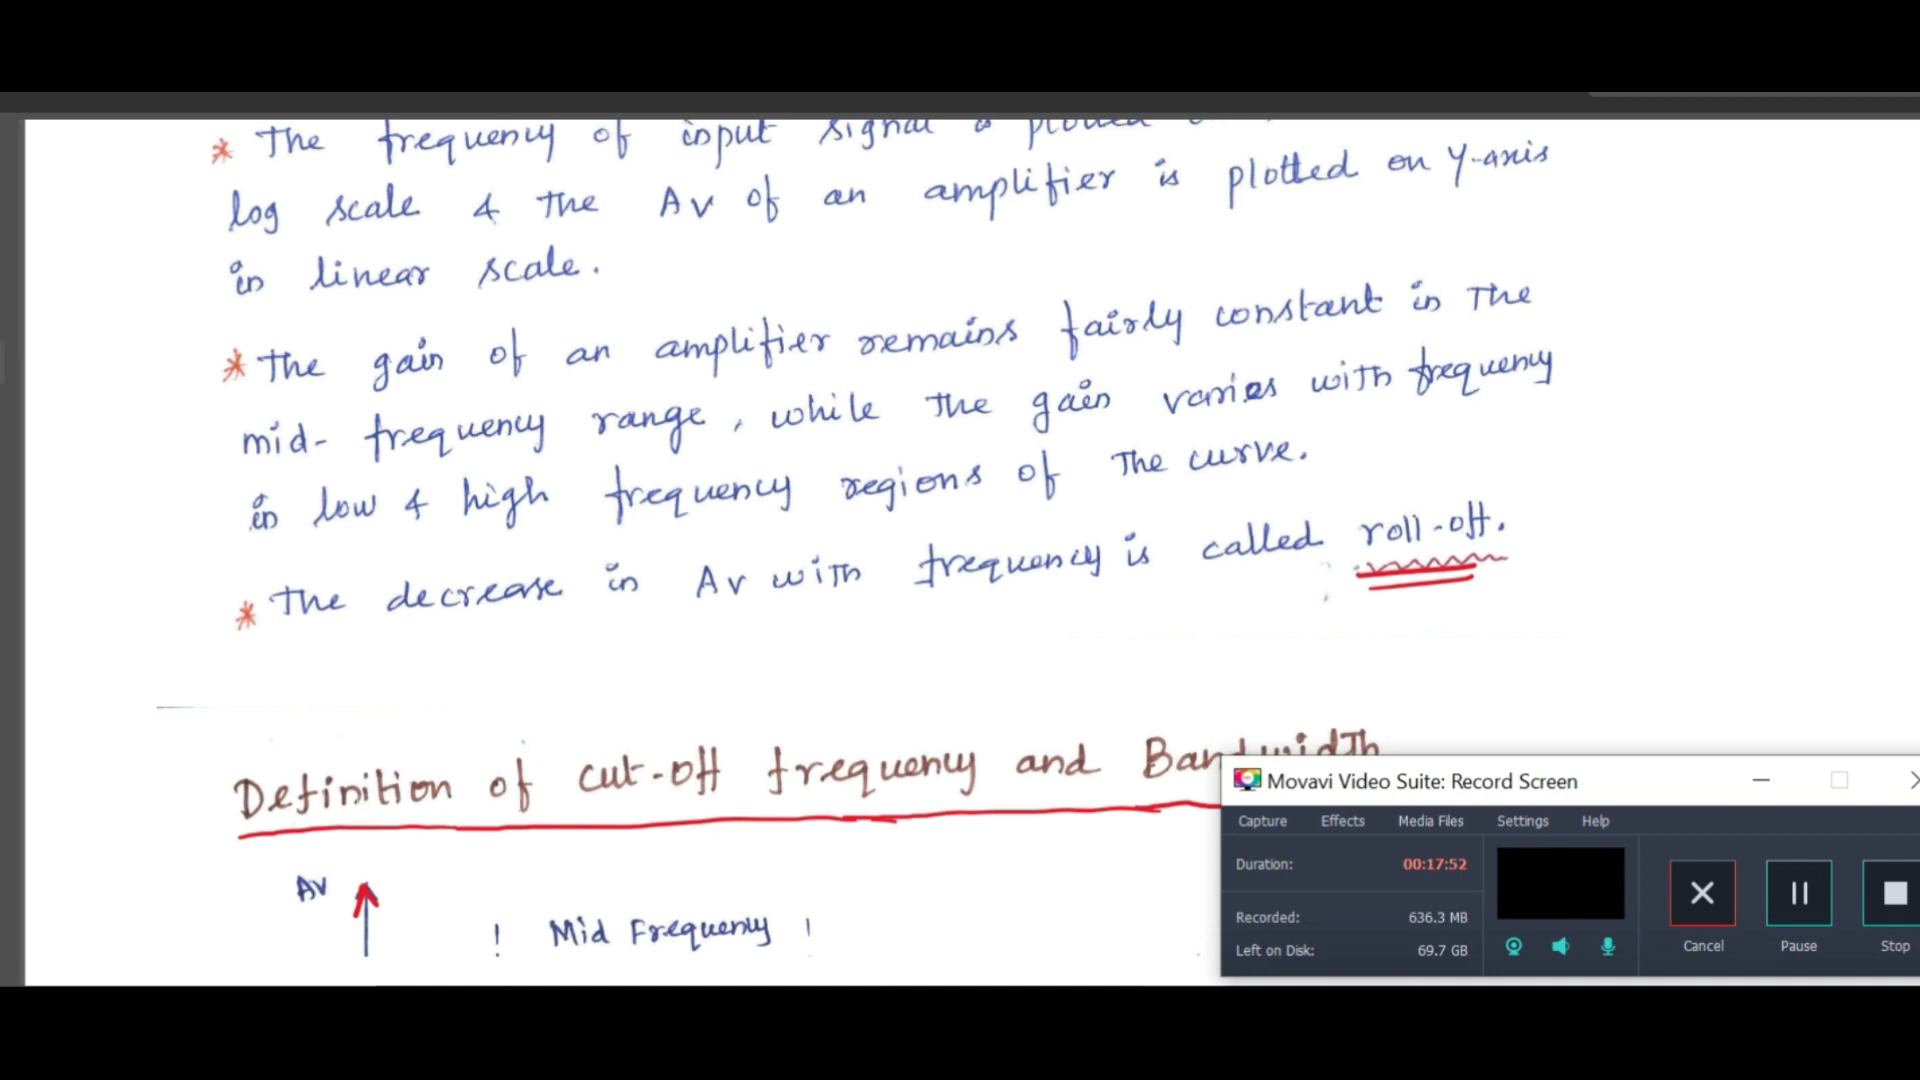 * The frequency of input signal is plotted
log scale & the Av of an amplifier is plotted on Y-axis
in linear scale.
* The gain of an amplifier remains fairly constant in the
mid- frequency range, while the gain varies with frequency
in low & high frequency regions of the curve.
* The decrease in Av with frequency is called roll-off.
Definition of cut-off frequency and Bandwidth
Av
! Mid Frequency !
Movavi Video Suite: Record Screen
Capture Effects Media Files Settings Help
Duration: 00:17:52
Recorded: 636.3 MB
Left on Disk: 69.7 GB
Cancel Pause Stop